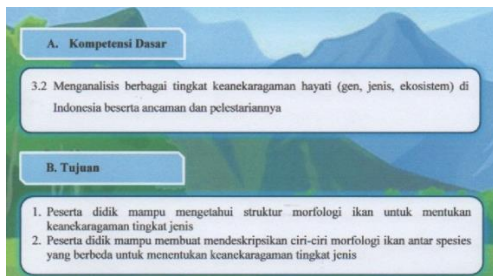 A. Kompetensi Dasar
3.2 Menganalisis berbagai tingkat keanekaragaman hayati (gen, jenis, ekosistem) di
Indonesia beserta ancaman dan pelestariannya
B. Tujuan
1. Peserta didik mampu mengetahui struktur morfologi ikan untuk mentukan
keanekaragaman tingkat jenis
2. Peserta didik mampu membuat mendeskripsikan ciri-ciri morfologi ikan antar spesies
yang berbeda untuk menentukan keanekaragaman tingkat jenis